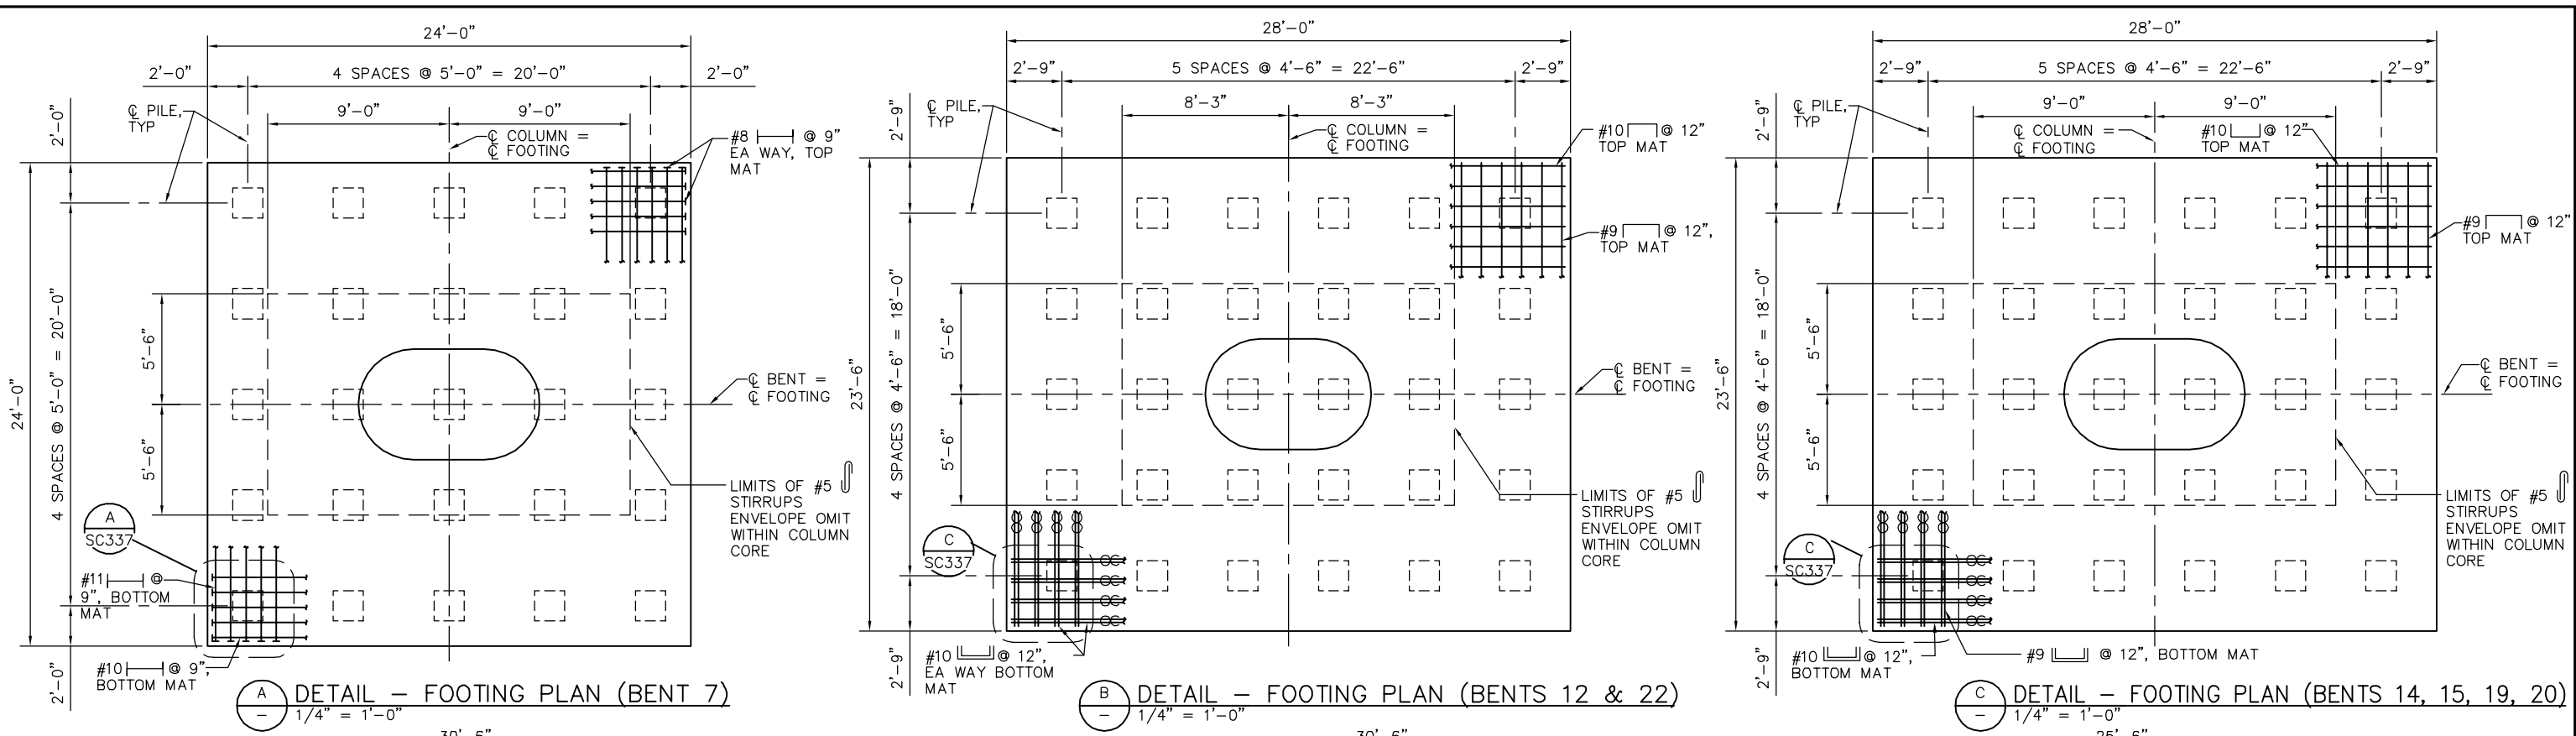 24'-0"
2'-0"
4 SPACES @ 5'-0" = 20'-0"
2'-0"
℄ PILE,
TYP
2'-0"
9'-0"
9'-0"
℄ COLUMN =
℄ FOOTING
#8 @ 9"
EA WAY, TOP
MAT
24'-0"
4 SPACES @ 5'-0" = 20'-0"
5'-6"
5'-6"
℄ BENT =
℄ FOOTING
LIMITS OF #5
STIRRUPS
ENVELOPE OMIT
WITHIN COLUMN
CORE
A
SC337
#11 @
9", BOTTOM
MAT
#10 @ 9",
BOTTOM MAT
2'-0"
A
–
DETAIL – FOOTING PLAN (BENT 7)
1/4" = 1'-0"
30'-6"
28'-0"
2'-9"
5 SPACES @ 4'-6" = 22'-6"
2'-9"
℄ PILE,
TYP
2'-9"
8'-3"
8'-3"
℄ COLUMN =
℄ FOOTING
#10 @ 12"
TOP MAT
#9 @ 12",
TOP MAT
23'-6"
4 SPACES @ 4'-6" = 18'-0"
5'-6"
5'-6"
℄ BENT =
℄ FOOTING
LIMITS OF #5
STIRRUPS
ENVELOPE OMIT
WITHIN COLUMN
CORE
C
SC337
#10 @ 12",
EA WAY BOTTOM
MAT
2'-9"
B
–
DETAIL – FOOTING PLAN (BENTS 12 & 22)
1/4" = 1'-0"
30'-6"
28'-0"
2'-9"
5 SPACES @ 4'-6" = 22'-6"
2'-9"
℄ PILE,
TYP
2'-9"
9'-0"
9'-0"
℄ COLUMN =
℄ FOOTING
#10 @ 12"
TOP MAT
#9 @ 12"
TOP MAT
23'-6"
4 SPACES @ 4'-6" = 18'-0"
5'-6"
5'-6"
℄ BENT =
℄ FOOTING
LIMITS OF #5
STIRRUPS
ENVELOPE OMIT
WITHIN COLUMN
CORE
C
SC337
#10 @ 12",
BOTTOM MAT
#9 @ 12", BOTTOM MAT
2'-9"
C
–
DETAIL – FOOTING PLAN (BENTS 14, 15, 19, 20)
1/4" = 1'-0"
25'-6"